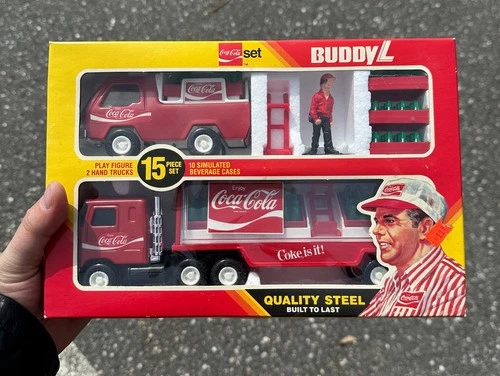 Coca-Cola set
BUDDY L
Coca-Cola
Coca-Cola
PLAY FIGURE
2 HAND TRUCKS
15 PIECE SET
10 SIMULATED
BEVERAGE CASES
Enjoy
Coca-Cola
Coca-Cola
Coke is it!
Coca-Cola
Coca-Cola
QUALITY STEEL
BUILT TO LAST